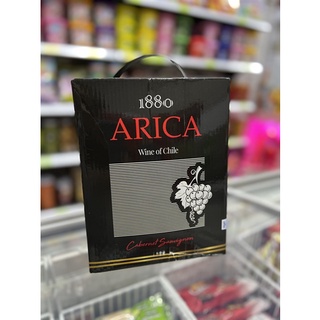 1880
ARICA
Wine of Chile
Cabernet Sauvignon